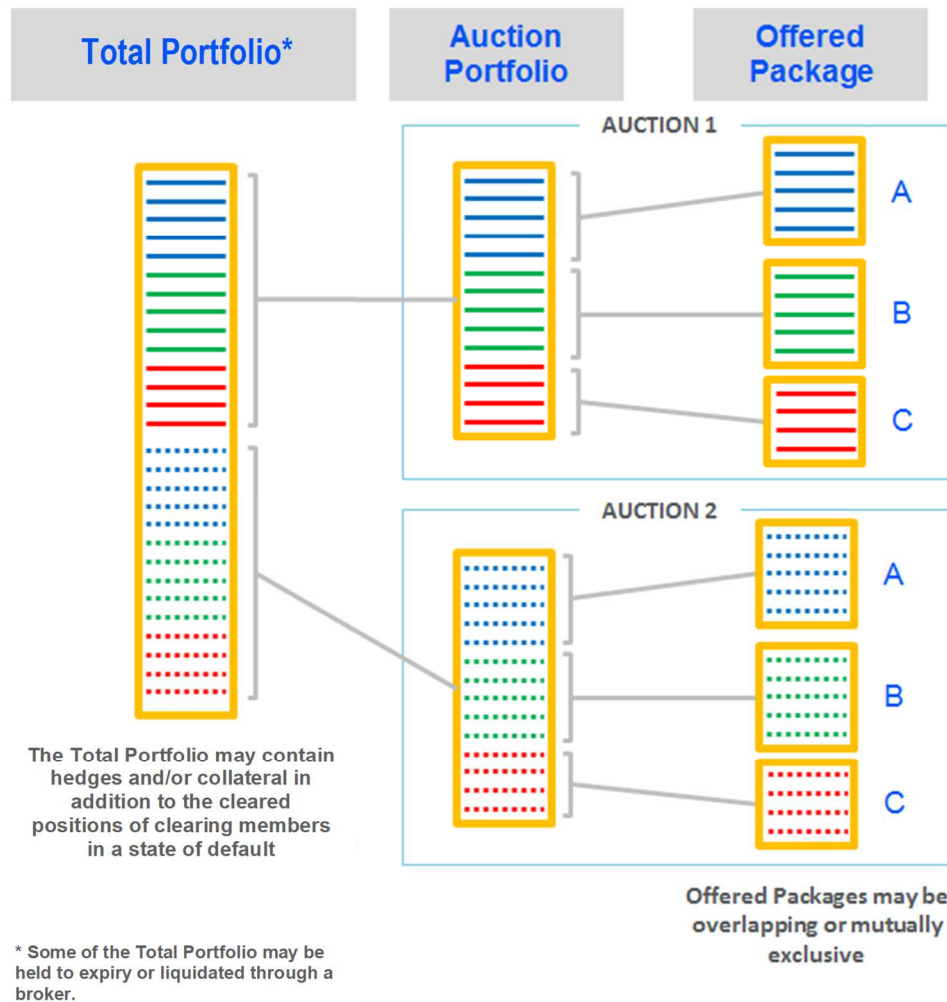 Total Portfolio*
Auction
Portfolio
Offered
Package
AUCTION 1
A
B
C
AUCTION 2
A
B
C
The Total Portfolio may contain
hedges and/or collateral in
addition to the cleared
positions of clearing members
in a state of default
Offered Packages may be
overlapping or mutually
exclusive
* Some of the Total Portfolio may be
held to expiry or liquidated through a
broker.